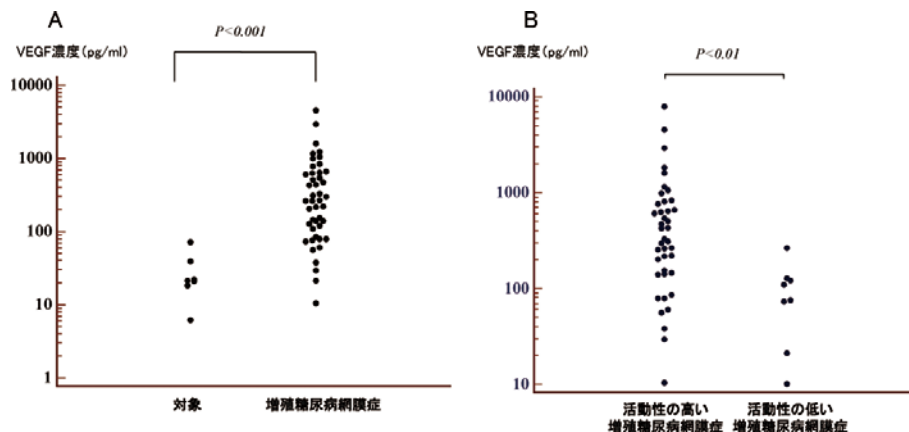 A
P<0.001
VEGF濃度(pg/ml)
10000
1000
100
10
1
対象
増殖糖尿病網膜症
B
P<0.01
VEGF濃度(pg/ml)
10000
1000
100
10
活動性の高い
増殖糖尿病網膜症
活動性の低い
増殖糖尿病網膜症